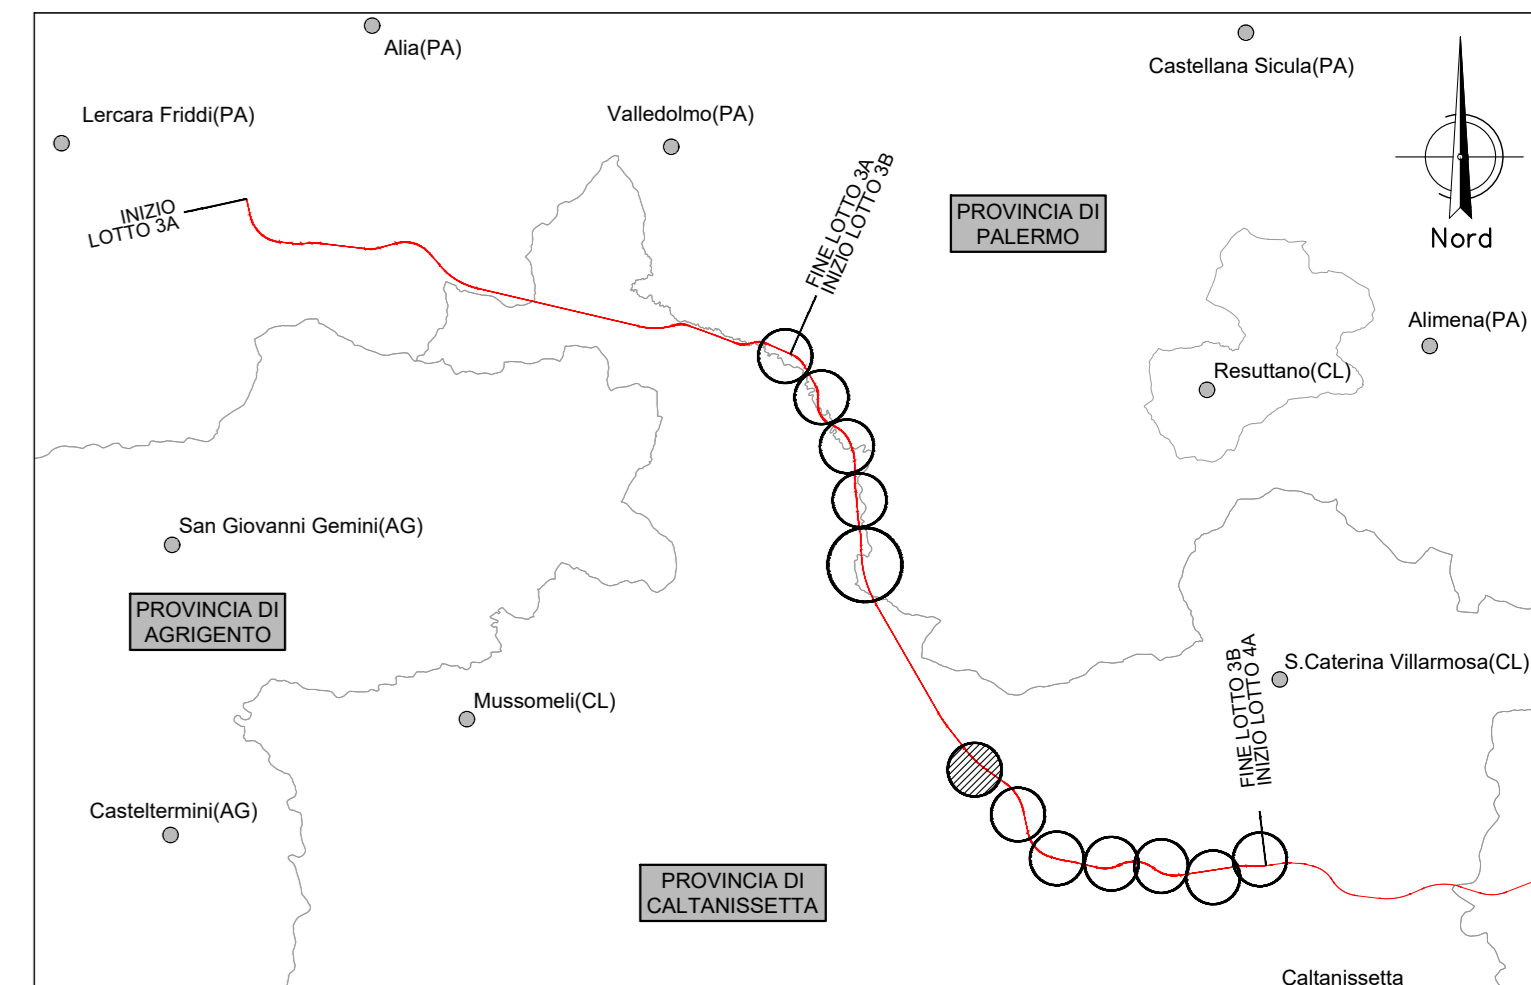 Alia(PA)
Castellana Sicula(PA)
Lercara Friddi(PA)
Valledolmo(PA)
INIZIO
LOTTO 3A
FINE LOTTO 3A
INIZIO LOTTO 3B
PROVINCIA DI
PALERMO
Nord
Alimena(PA)
Resuttano(CL)
San Giovanni Gemini(AG)
PROVINCIA DI
AGRIGENTO
S.Caterina Villarmosa(CL)
FINE LOTTO 3B
INIZIO LOTTO 4A
Mussomeli(CL)
Casteltermini(AG)
PROVINCIA DI
CALTANISSETTA
Caltanissetta